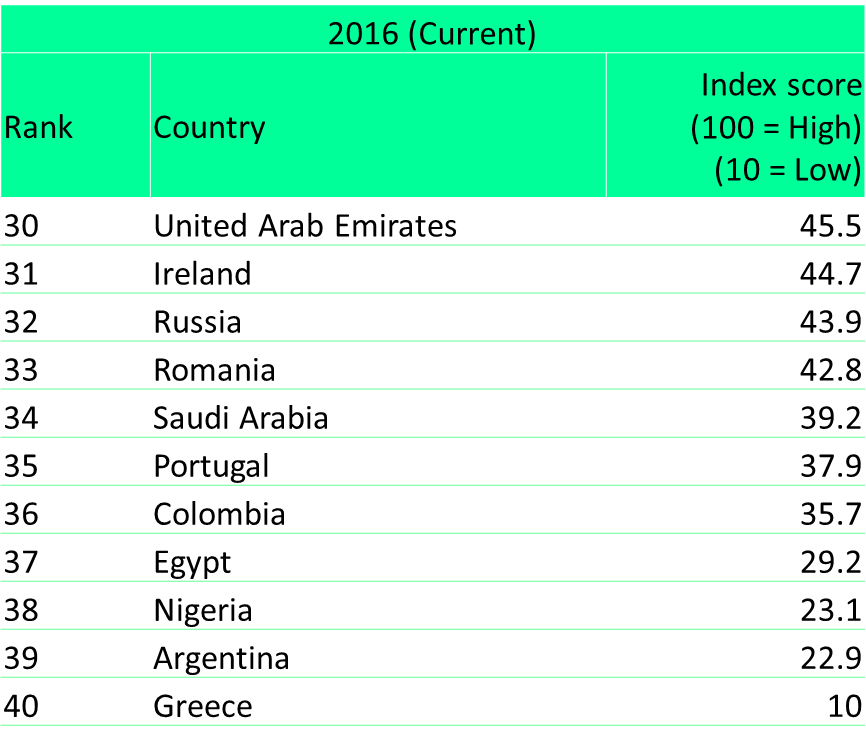 2016 (Current)
Rank Country Index score
(100 = High)
(10 = Low)
30 United Arab Emirates 45.5
31 Ireland 44.7
32 Russia 43.9
33 Romania 42.8
34 Saudi Arabia 39.2
35 Portugal 37.9
36 Colombia 35.7
37 Egypt 29.2
38 Nigeria 23.1
39 Argentina 22.9
40 Greece 10